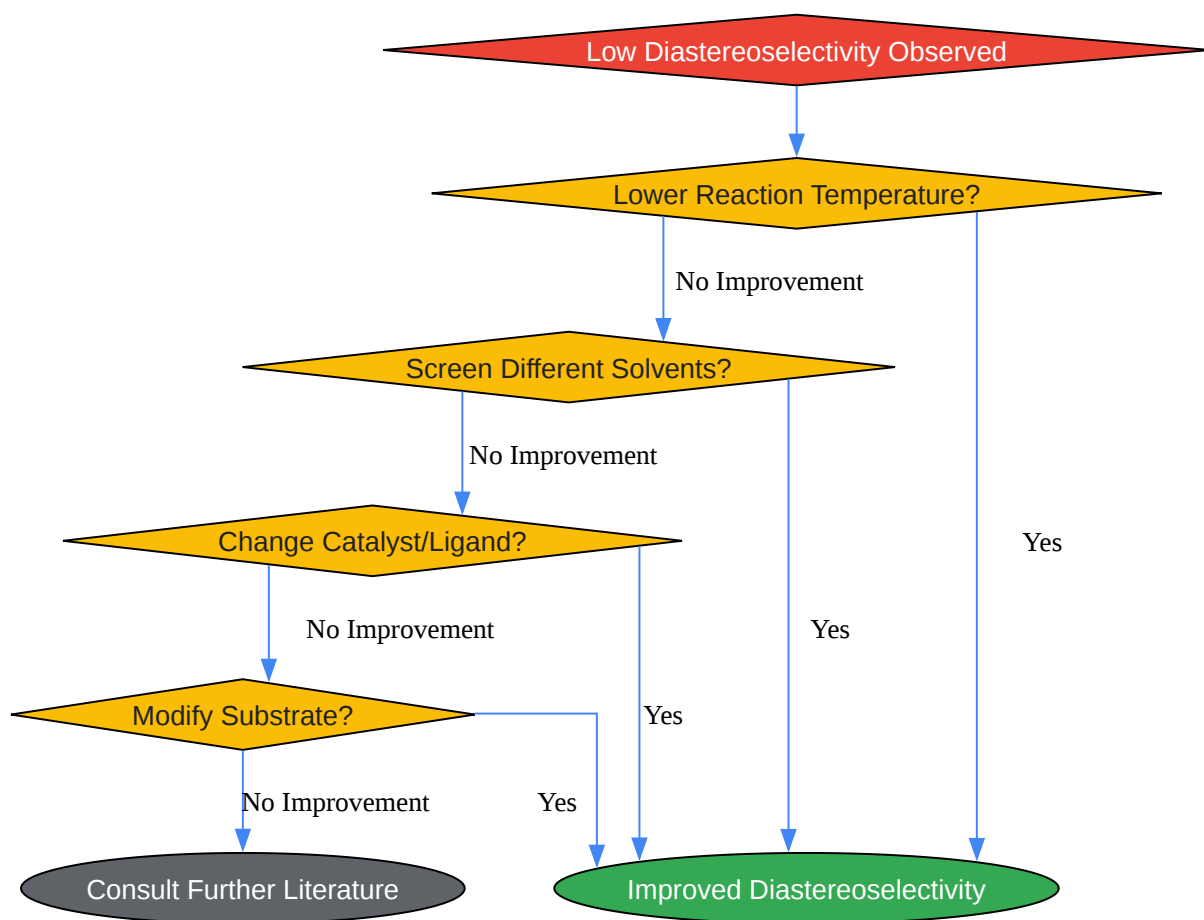 Low Diastereoselectivity Observed
Lower Reaction Temperature?
No Improvement
Screen Different Solvents?
No Improvement
Change Catalyst/Ligand?
Yes
No Improvement
Yes
Modify Substrate?
Yes
No Improvement
Yes
Consult Further Literature
Improved Diastereoselectivity